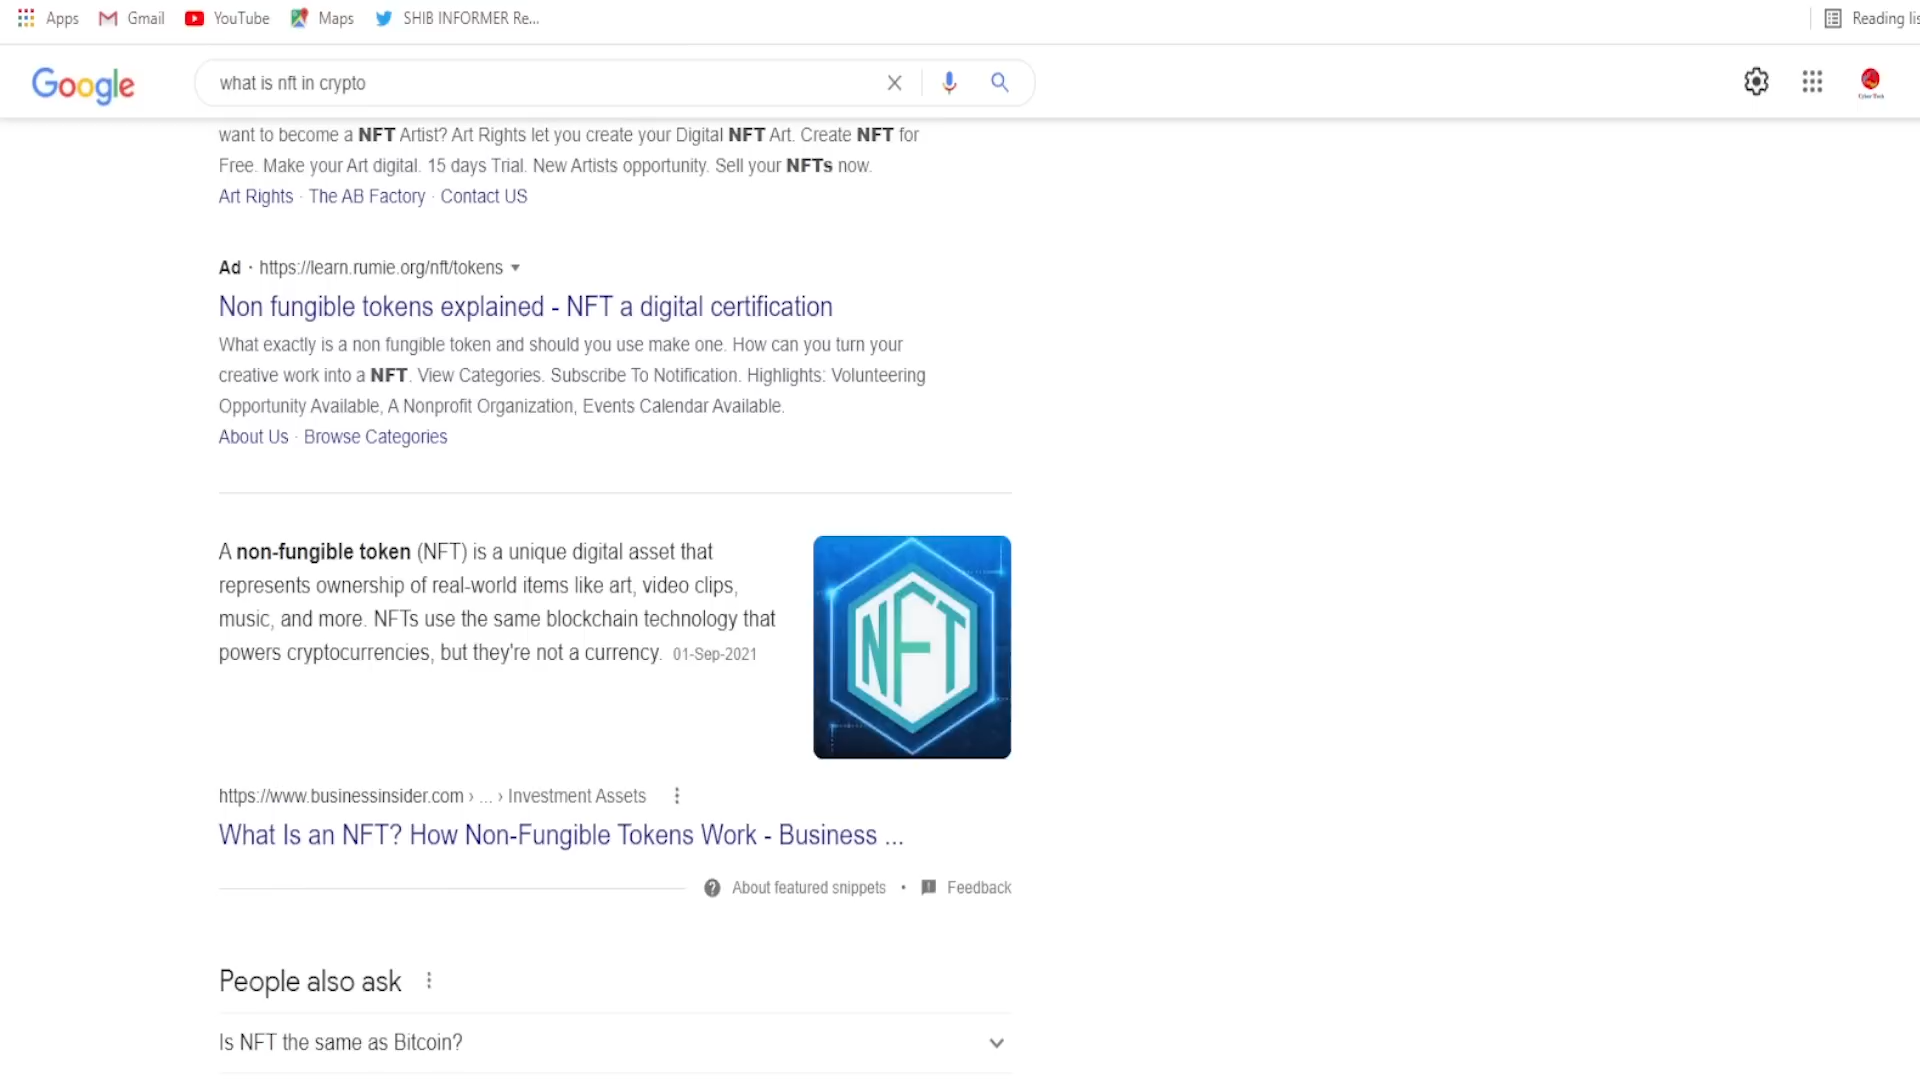 Apps Gmail YouTube Maps SHIB INFORMER Re... Reading lis
Google what is nft in crypto
want to become a NFT Artist? Art Rights let you create your Digital NFT Art. Create NFT for
Free. Make your Art digital. 15 days Trial. New Artists opportunity. Sell your NFTs now.
Art Rights · The AB Factory · Contact US
Ad · https://learn.rumie.org/nft/tokens
Non fungible tokens explained - NFT a digital certification
What exactly is a non fungible token and should you use make one. How can you turn your
creative work into a NFT. View Categories. Subscribe To Notification. Highlights: Volunteering
Opportunity Available, A Nonprofit Organization, Events Calendar Available.
About Us · Browse Categories
A non-fungible token (NFT) is a unique digital asset that
represents ownership of real-world items like art, video clips,
music, and more. NFTs use the same blockchain technology that
powers cryptocurrencies, but they're not a currency. 01-Sep-2021
NFT
https://www.businessinsider.com › ... › Investment Assets
What Is an NFT? How Non-Fungible Tokens Work - Business ...
About featured snippets • Feedback
People also ask
Is NFT the same as Bitcoin?